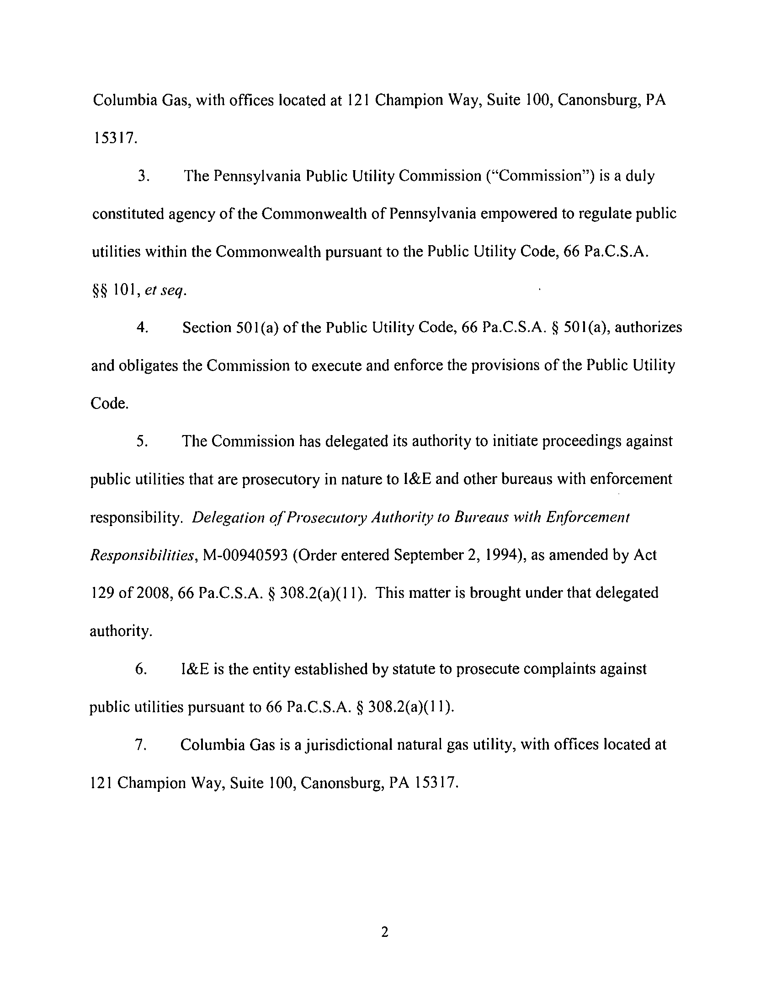 Columbia Gas, with offices located at 121 Champion Way, Suite 100, Canonsburg, PA
15317.
3. The Pennsylvania Public Utility Commission (“Commission”) is a duly
constituted agency of the Commonwealth of Pennsylvania empowered to regulate public
utilities within the Commonwealth pursuant to the Public Utility Code, 66 Pa.C.S.A.
§§ 101, et seq.
4. Section 501(a) of the Public Utility Code, 66 Pa.C.S.A. § 501(a), authorizes
and obligates the Commission to execute and enforce the provisions of the Public Utility
Code.
5. The Commission has delegated its authority to initiate proceedings against
public utilities that are prosecutory in nature to I&E and other bureaus with enforcement
responsibility. Delegation of Prosecutory Authority to Bureaus with Enforcement
Responsibilities, M-00940593 (Order entered September 2, 1994), as amended by Act
129 of 2008, 66 Pa.C.S.A. § 308.2(a)(11). This matter is brought under that delegated
authority.
6. I&E is the entity established by statute to prosecute complaints against
public utilities pursuant to 66 Pa.C.S.A. § 308.2(a)(11).
7. Columbia Gas is a jurisdictional natural gas utility, with offices located at
121 Champion Way, Suite 100, Canonsburg, PA 15317.
2